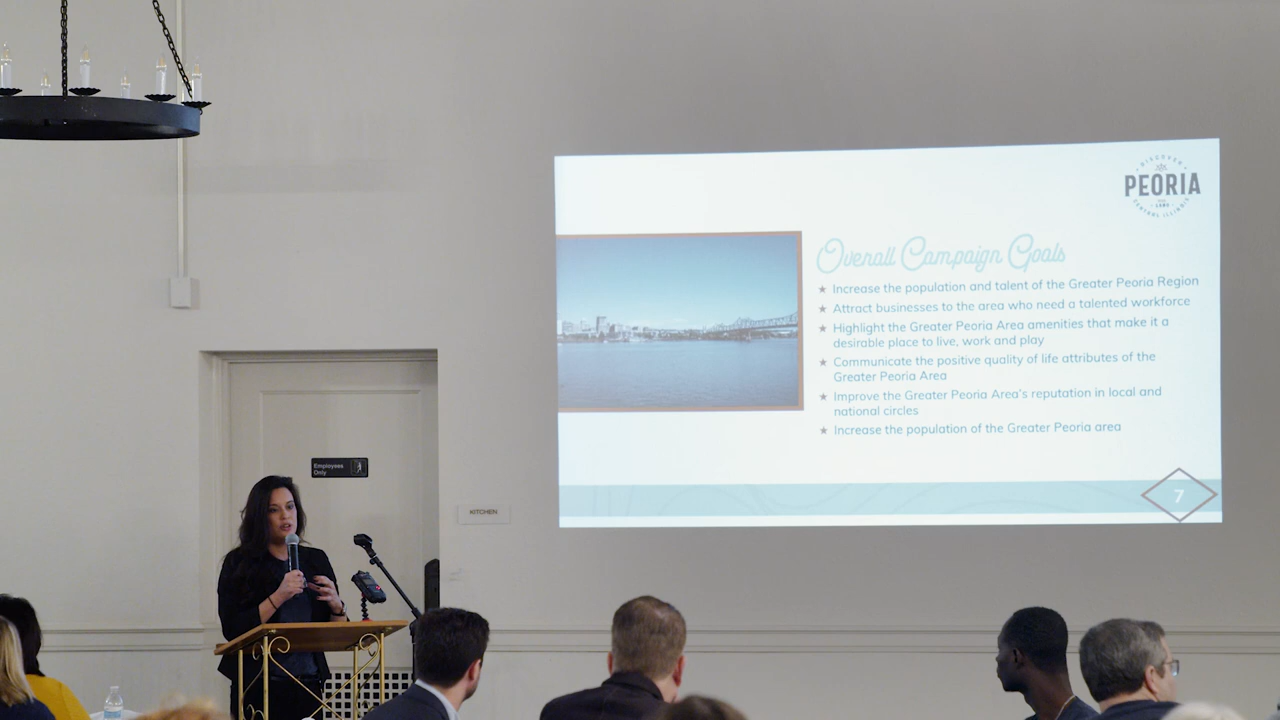 DISCOVER
PEORIA
CENTRAL ILLINOIS
Overall Campaign Goals
Increase the population and talent of the Greater Peoria Region
Attract businesses to the area who need a talented workforce
Highlight the Greater Peoria Area amenities that make it a
desirable place to live, work and play
Communicate the positive quality of life attributes of the
Greater Peoria Area
Improve the Greater Peoria Area's reputation in local and
national circles
Increase the population of the Greater Peoria area
7
Employees
Only
KITCHEN